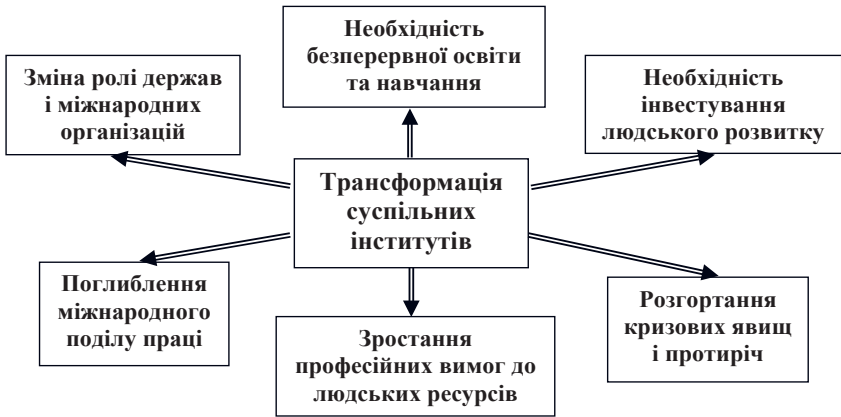 Необхідність
безперервної освіти
та навчання
Зміна ролі держав
і міжнародних
організацій
Необхідність
інвестування
людського розвитку
Трансформація
суспільних
інститутів
Поглиблення
міжнародного
поділу праці
Зростання
професійних вимог до
людських ресурсів
Розгортання
кризових явищ
і протиріч